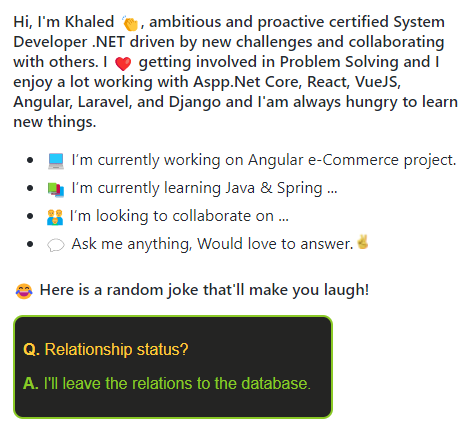 Hi, I'm Khaled 👏, ambitious and proactive certified System
Developer .NET driven by new challenges and collaborating
with others. I ❤️ getting involved in Problem Solving and I
enjoy a lot working with Aspp.Net Core, React, VueJS,
Angular, Laravel, and Django and I'am always hungry to learn
new things.
• 💻 I’m currently working on Angular e-Commerce project.
• 📚 I’m currently learning Java & Spring ...
• 👥 I’m looking to collaborate on ...
• 💬 Ask me anything, Would love to answer.✌️
😂 Here is a random joke that'll make you laugh!
Q. Relationship status?
A. I'll leave the relations to the database.